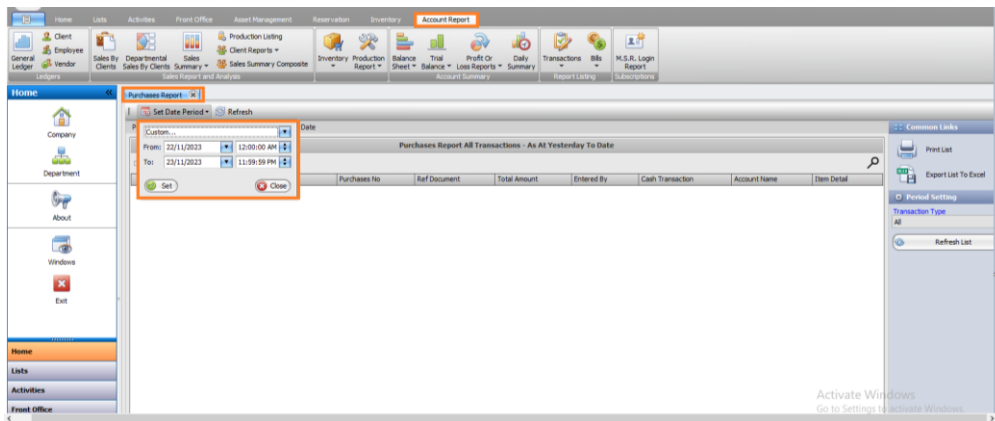 Home Lists Activities Front Office Asset Management Reservation Inventory Account Report
General Ledger
Client
Employee
Vendor
Ledgers
Sales By Clients
Departmental Sales By Clients
Sales Summary
Production Listing
Client Reports
Sales Summary Composite
Sales Report and Analysis
Inventory
Production Report
Balance Sheet
Trial Balance
Profit Or Loss Reports
Daily Summary
Account Summary
Transactions
Bills
Report Listing
M.S.R. Login Report
Subscriptions
Home
Company
Department
About
Windows
Exit
Home
Lists
Activities
Front Office
Purchases Report
Set Date Period Refresh
Date
Custom...
From: 22/11/2023 12:00:00 AM
To: 23/11/2023 11:59:59 PM
Set Close
Purchases Report All Transactions - As At Yesterday To Date
Purchases No Ref Document Total Amount Entered By Cash Transaction Account Name Item Detail
Common Links
Print List
Export List To Excel
Period Setting
Transaction Type
All
Refresh List
Activate Windows
Go to Settings to activate Windows.